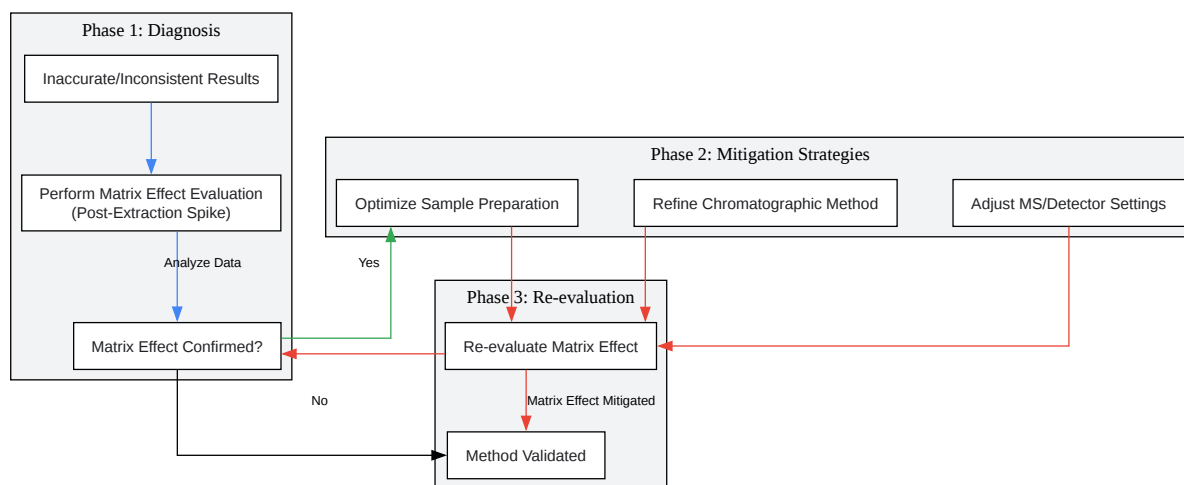 Phase 1: Diagnosis
Inaccurate/Inconsistent Results
Perform Matrix Effect Evaluation
(Post-Extraction Spike)
Analyze Data
Matrix Effect Confirmed?
Phase 2: Mitigation Strategies
Optimize Sample Preparation
Refine Chromatographic Method
Adjust MS/Detector Settings
Yes
Phase 3: Re-evaluation
Re-evaluate Matrix Effect
No
Matrix Effect Mitigated
Method Validated